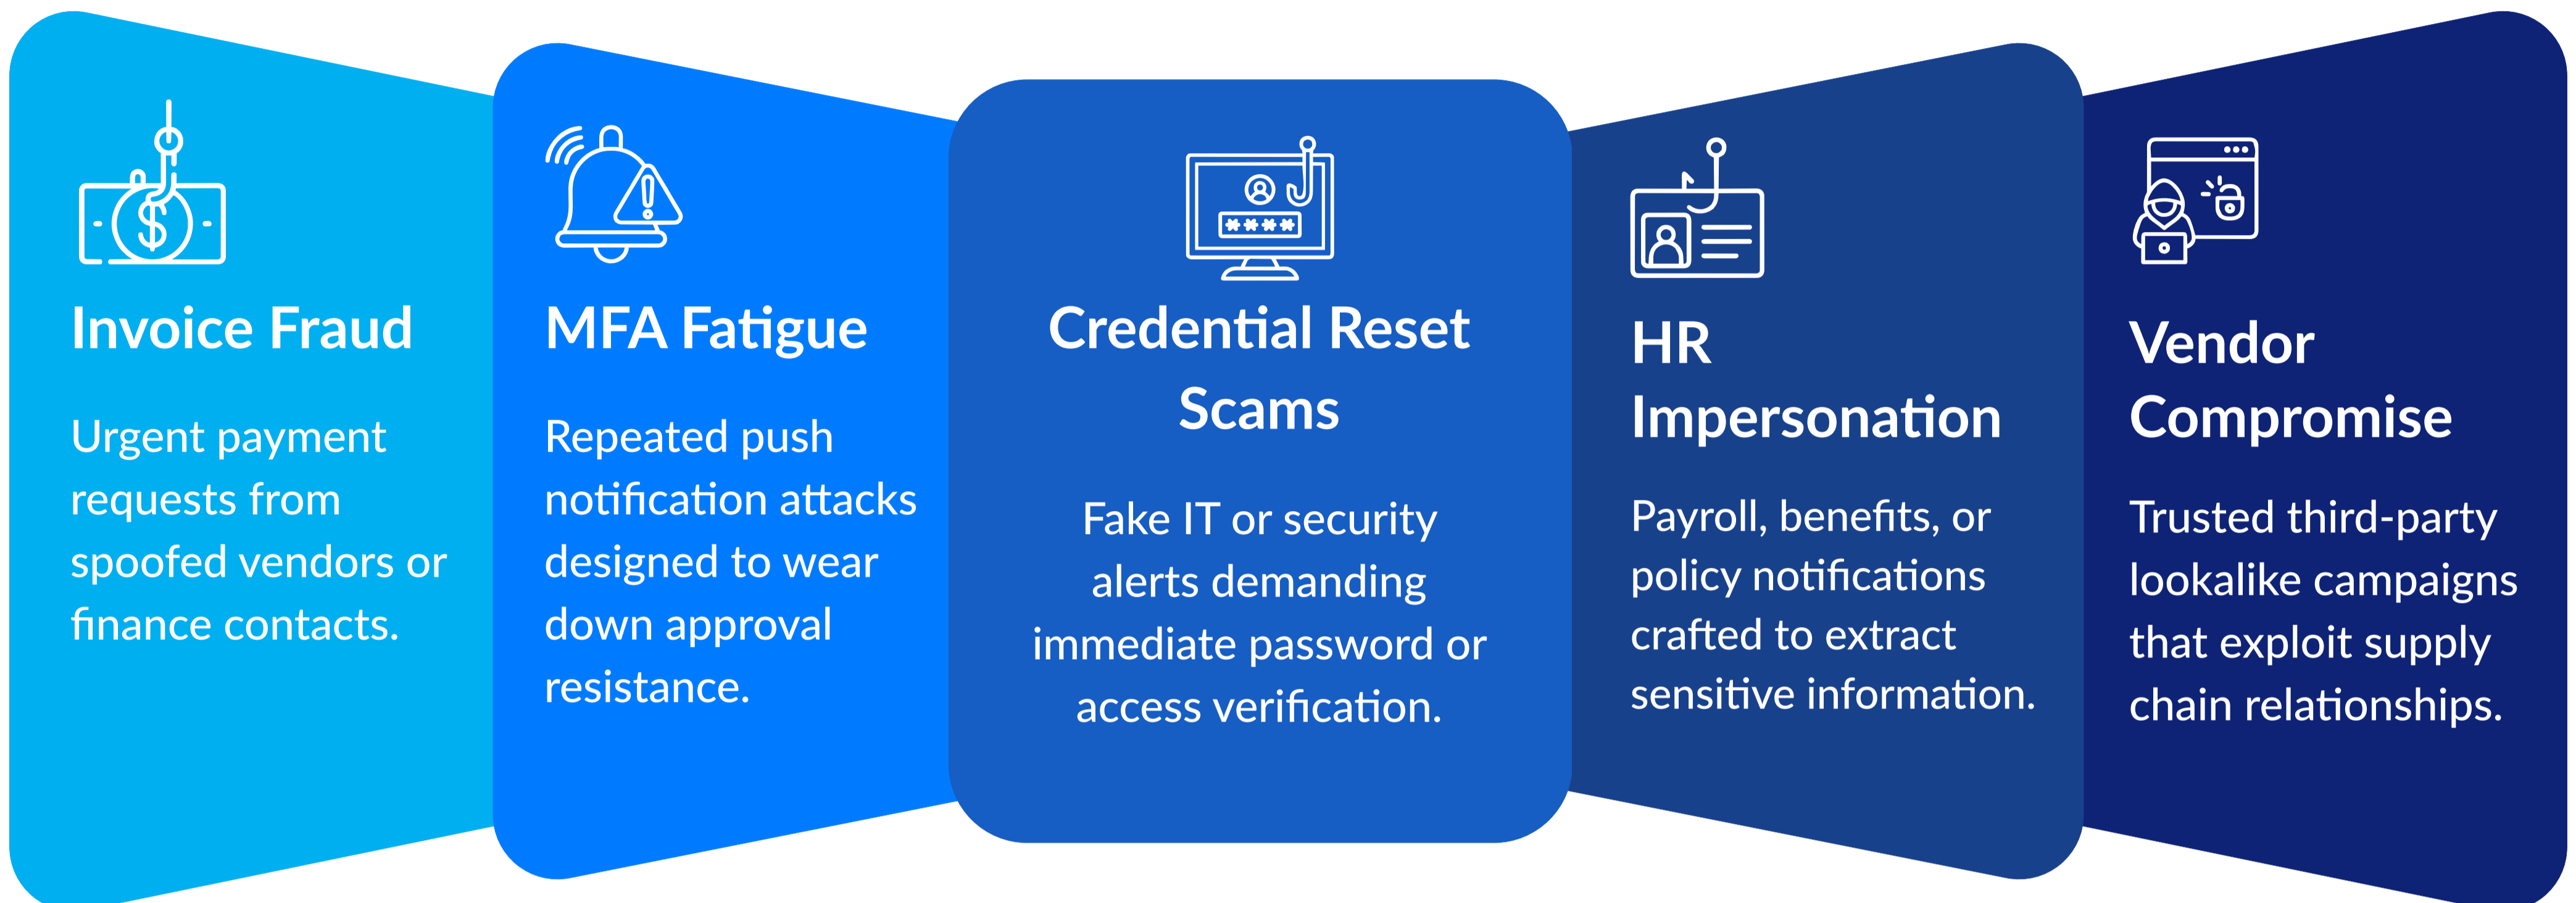 Invoice Fraud
Urgent payment
requests from
spoofed vendors or
finance contacts.
MFA Fatigue
Repeated push
notification attacks
designed to wear
down approval
resistance.
Credential Reset
Scams
Fake IT or security
alerts demanding
immediate password or
access verification.
HR
Impersonation
Payroll, benefits, or
policy notifications
crafted to extract
sensitive information.
Vendor
Compromise
Trusted third-party
lookalike campaigns
that exploit supply
chain relationships.